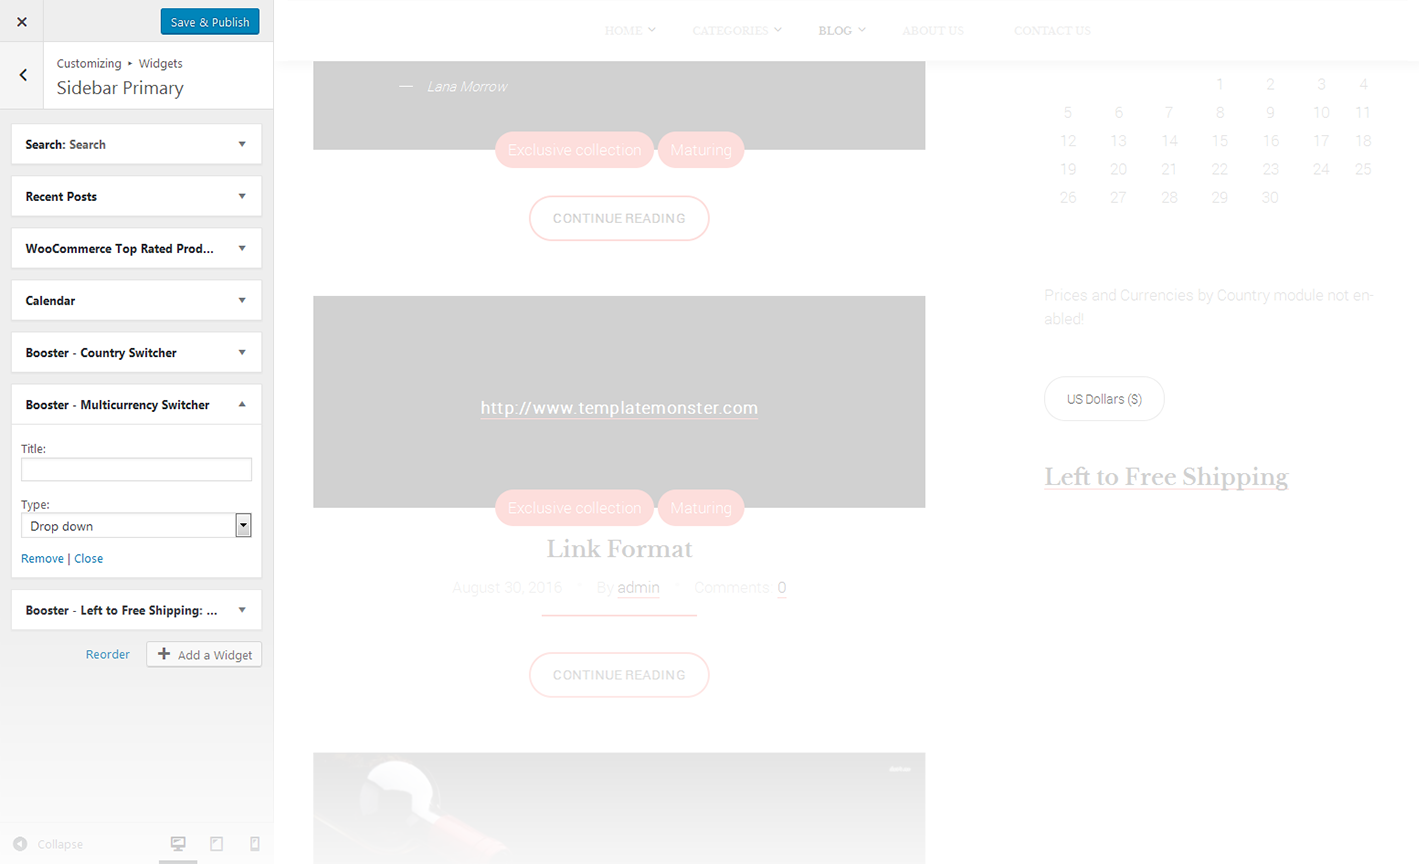 Save & Publish
Customizing ▸ Widgets
Sidebar Primary
Search: Search
Recent Posts
WooCommerce Top Rated Prod...
Calendar
Booster - Country Switcher
Booster - Multicurrency Switcher
Title:
Type:
Drop down
Remove | Close
Booster - Left to Free Shipping: ...
Reorder
Add a Widget
Collapse
HOME CATEGORIES BLOG ABOUT US CONTACT US
— Lana Morrow
Exclusive collection Maturing
CONTINUE READING
http://www.templatemonster.com
Exclusive collection Maturing
Link Format
August 30, 2016 · By admin · Comments 0
CONTINUE READING
1 2 3 4
5 6 7 8 9 10 11
12 13 14 15 16 17 18
19 20 21 22 23 24 25
26 27 28 29 30
Prices and Currencies by Country module not en-
abled!
US Dollars ($)
Left to Free Shipping